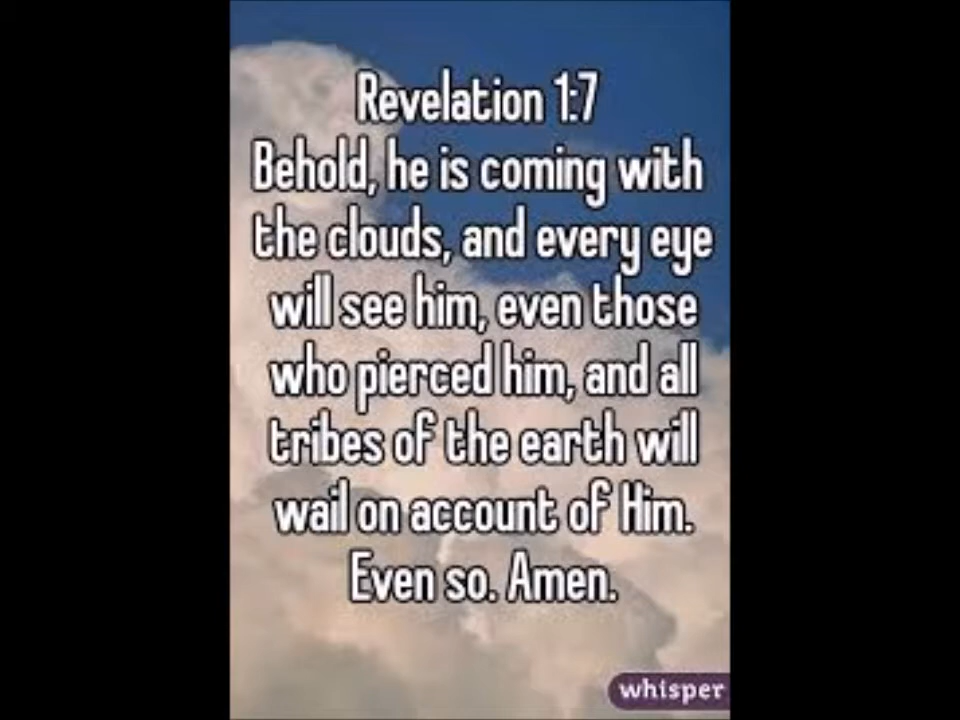 Revelation 1:7
Behold, he is coming with
the clouds, and every eye
will see him, even those
who pierced him, and all
tribes of the earth will
wail on account of Him.
Even so. Amen.
whisper